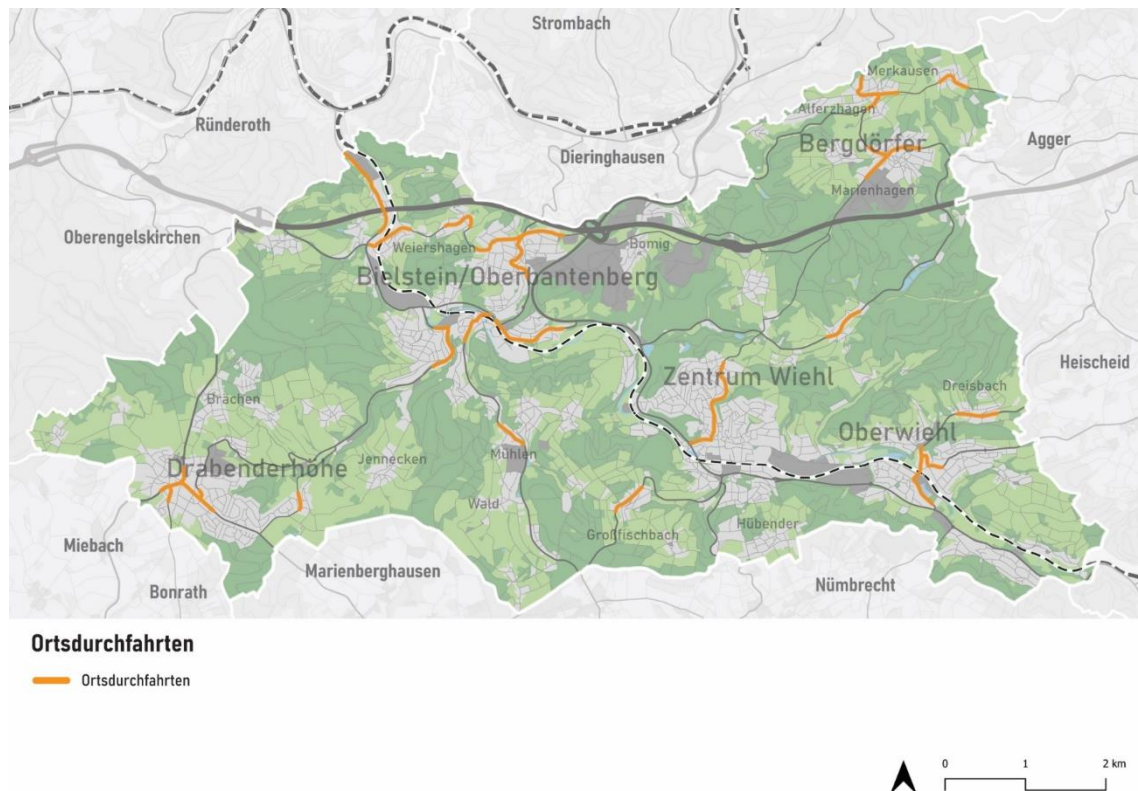 Strombach
Merkausen
Alferzhagen
Ründeroth
Bergdörfer
Agger
Dieringhausen
Marienhagen
Oberengelskirchen
Weiershagen
Bomig
Bielstein/Oberbantenberg
Heischeid
Zentrum Wiehl
Dreisbach
Brächen
Oberwiehl
Drabenderhöhe
Jennecken
Mühlen
Wald
Großfischbach
Hübender
Miebach
Marienberghausen
Nümbrecht
Bonrath
Ortsdurchfahrten
Ortsdurchfahrten
0 1 2 km